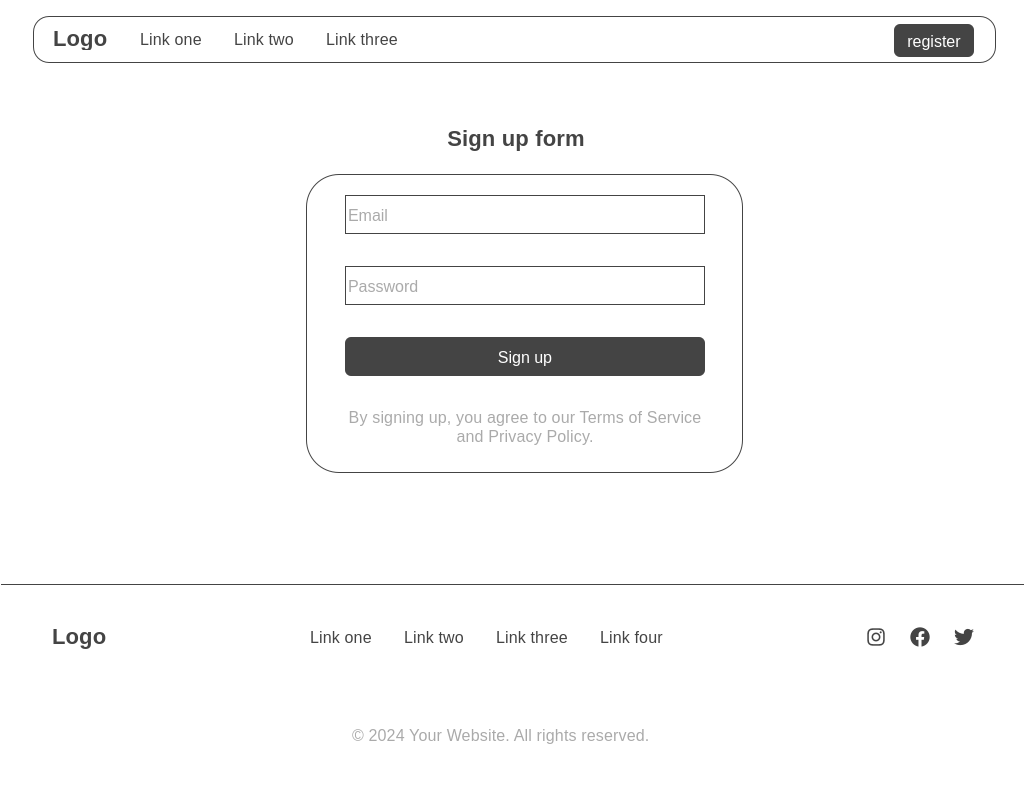 Logo Link one Link two Link three register
Sign up form
Email
Password
Sign up
By signing up, you agree to our Terms of Service
and Privacy Policy.
Logo Link one Link two Link three Link four
© 2024 Your Website. All rights reserved.